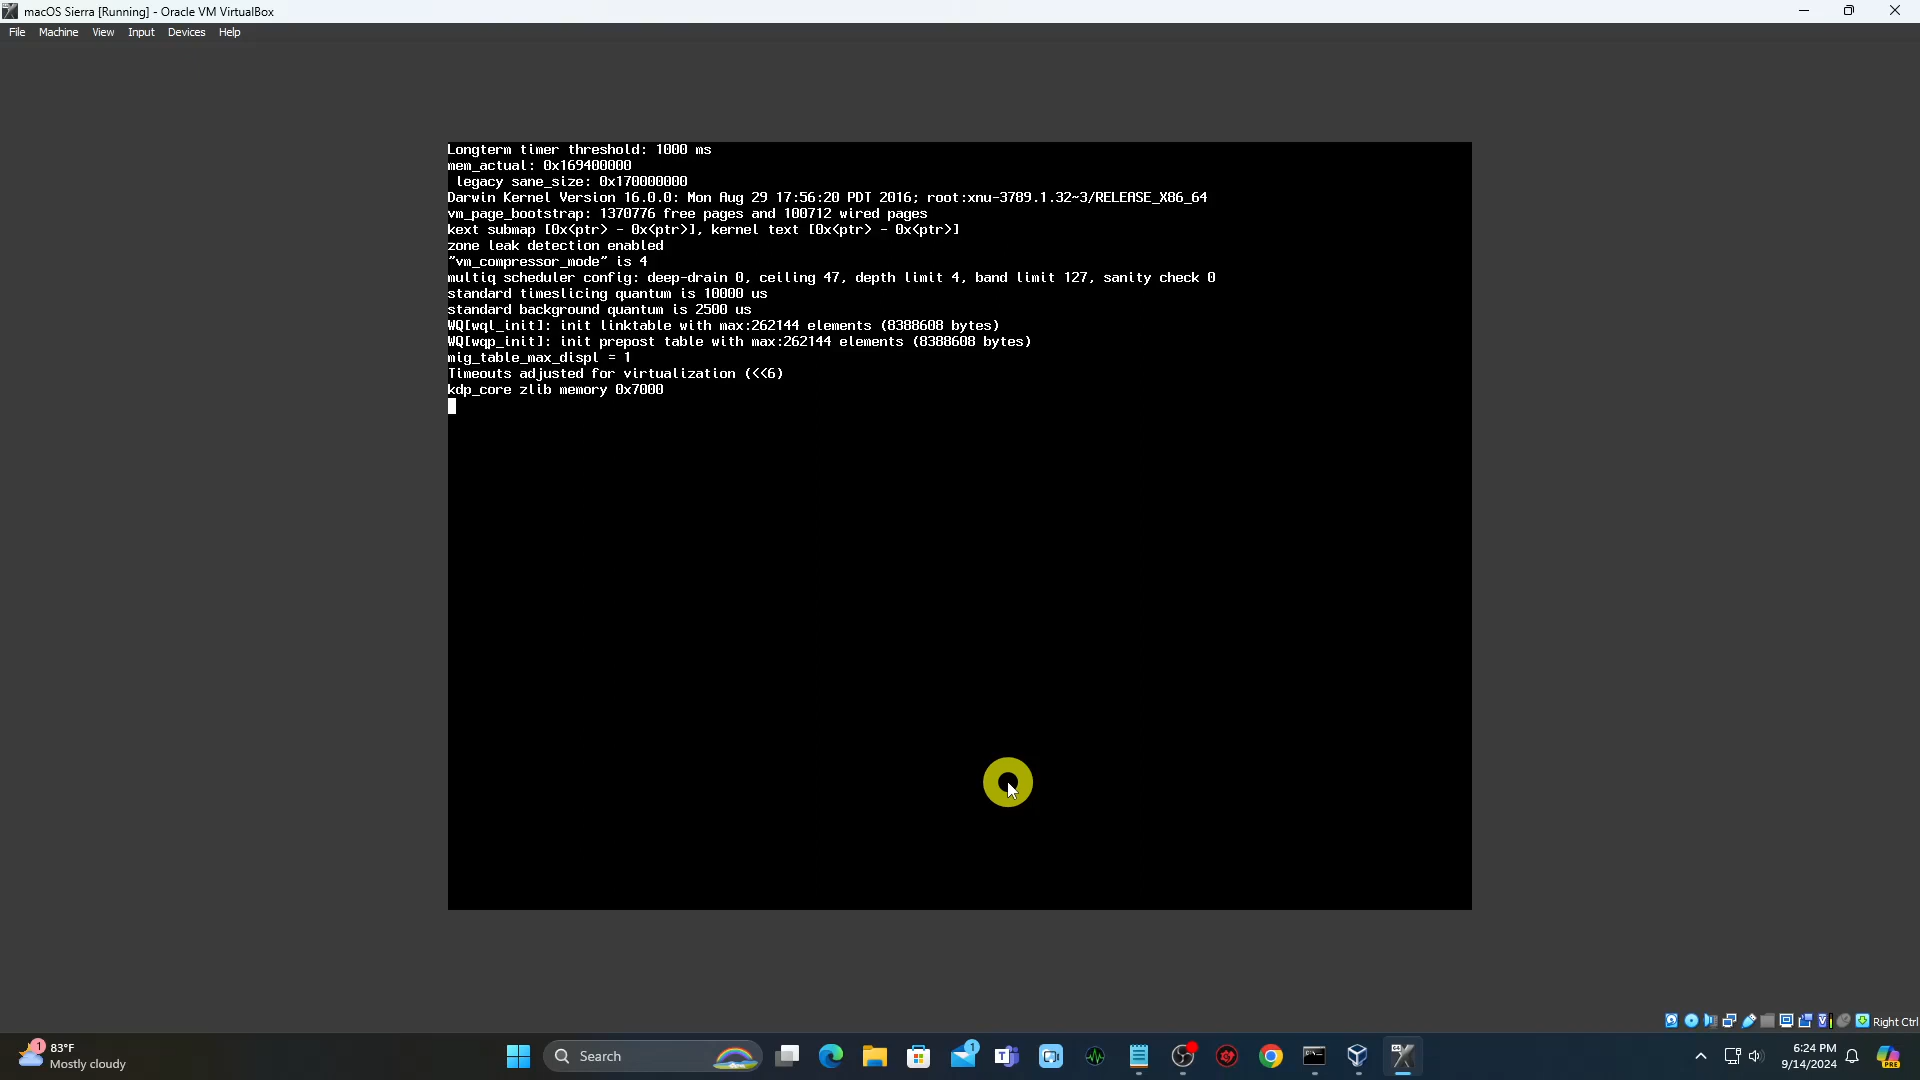 macOS Sierra [Running] - Oracle VM VirtualBox
File Machine View Input Devices Help
Longterm timer threshold: 1000 ms
mem_actual: 0x169400000
legacy sane_size: 0x170000000
Darwin Kernel Version 16.0.0: Mon Aug 29 17:56:20 PDT 2016; root:xnu-3789.1.32~3/RELEASE_X86_64
vm_page_bootstrap: 1370776 free pages and 100712 wired pages
kext submap [0x<ptr> - 0x<ptr>], kernel text [0x<ptr> - 0x<ptr>]
zone leak detection enabled
"vm_compressor_mode" is 4
multiq scheduler config: deep-drain 0, ceiling 47, depth limit 4, band limit 127, sanity check 0
standard timeslicing quantum is 10000 us
standard background quantum is 2500 us
WQ[wql_init]: init linktable with max:262144 elements (8388608 bytes)
WQ[wqp_init]: init prepost table with max:262144 elements (8388608 bytes)
mig_table_max_displ = 1
Timeouts adjusted for virtualization (<<6)
kdp_core zlib memory 0x7000
Right Ctrl
1
83°F
Mostly cloudy
Search
1
6:24 PM
9/14/2024
PRE